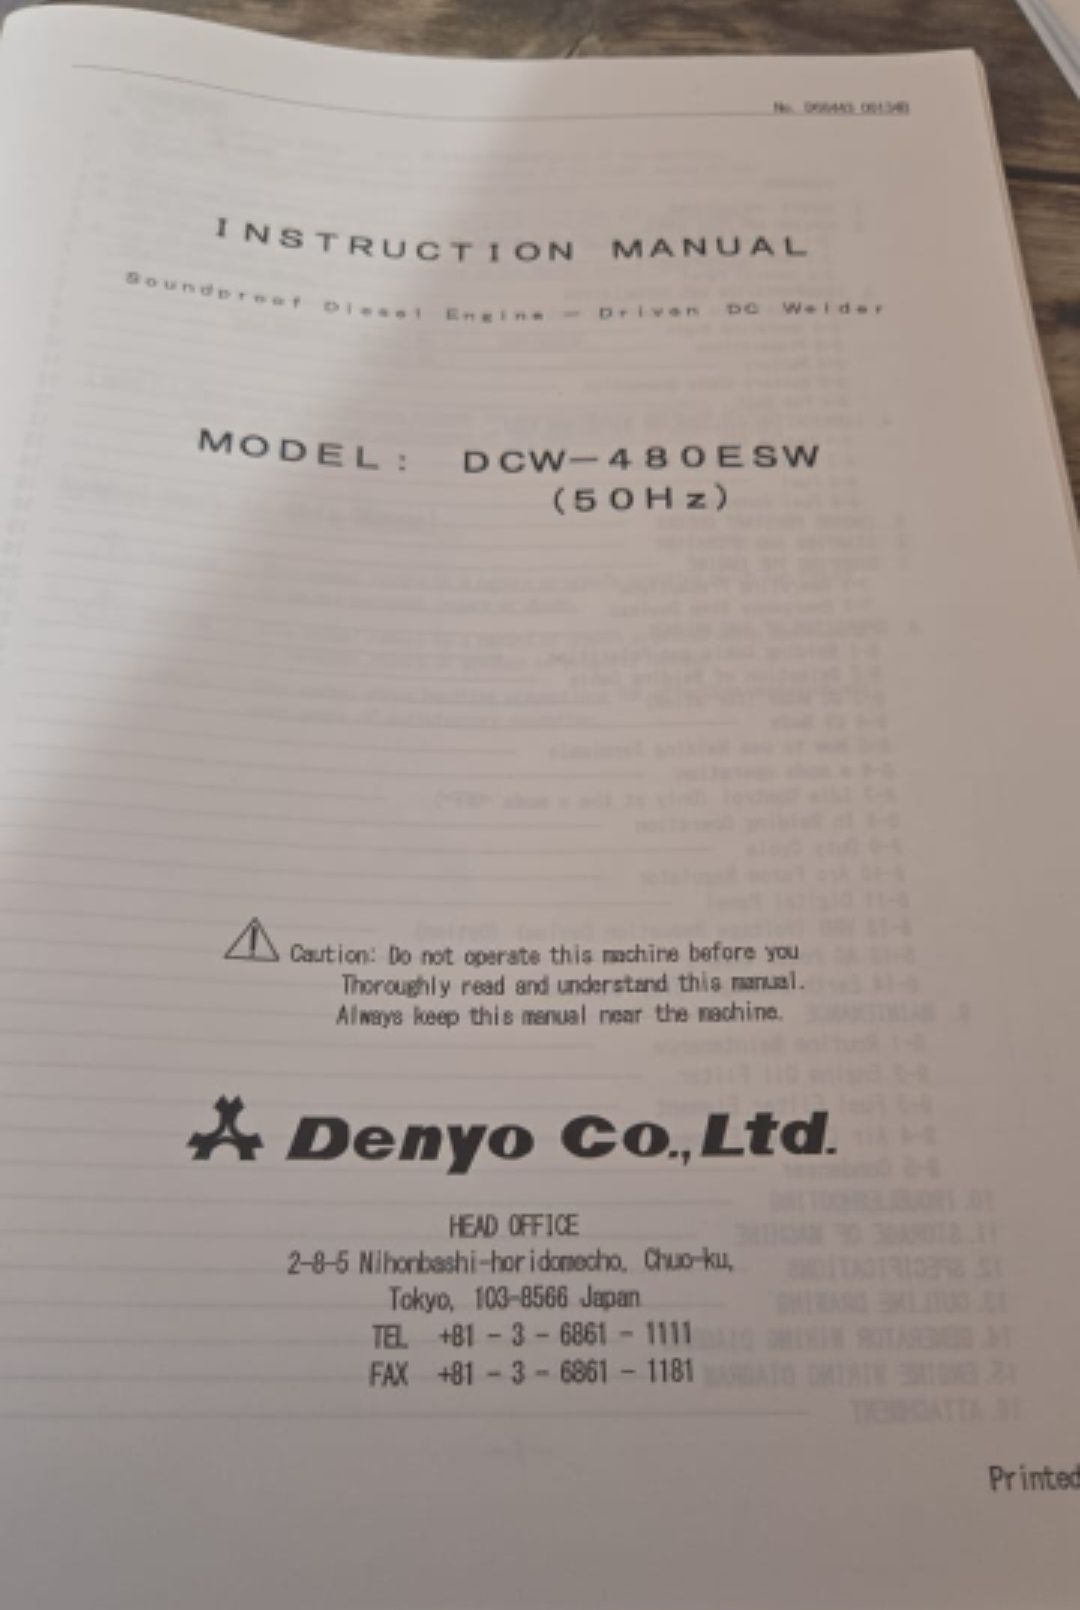 No.
INSTRUCTION MANUAL
Soundproof Diesel Engine – Driven DC Welder
MODEL: DCW–480ESW
(50Hz)
Caution: Do not operate this machine before you
Thoroughly read and understand this manual.
Always keep this manual near the machine.
Denyo Co., Ltd.
HEAD OFFICE
2-8-5 Nihonbashi-horidomecho, Chuo-ku,
Tokyo, 103-8566 Japan
TEL +81 - 3 - 6861 - 1111
FAX +81 - 3 - 6861 - 1181
Printed